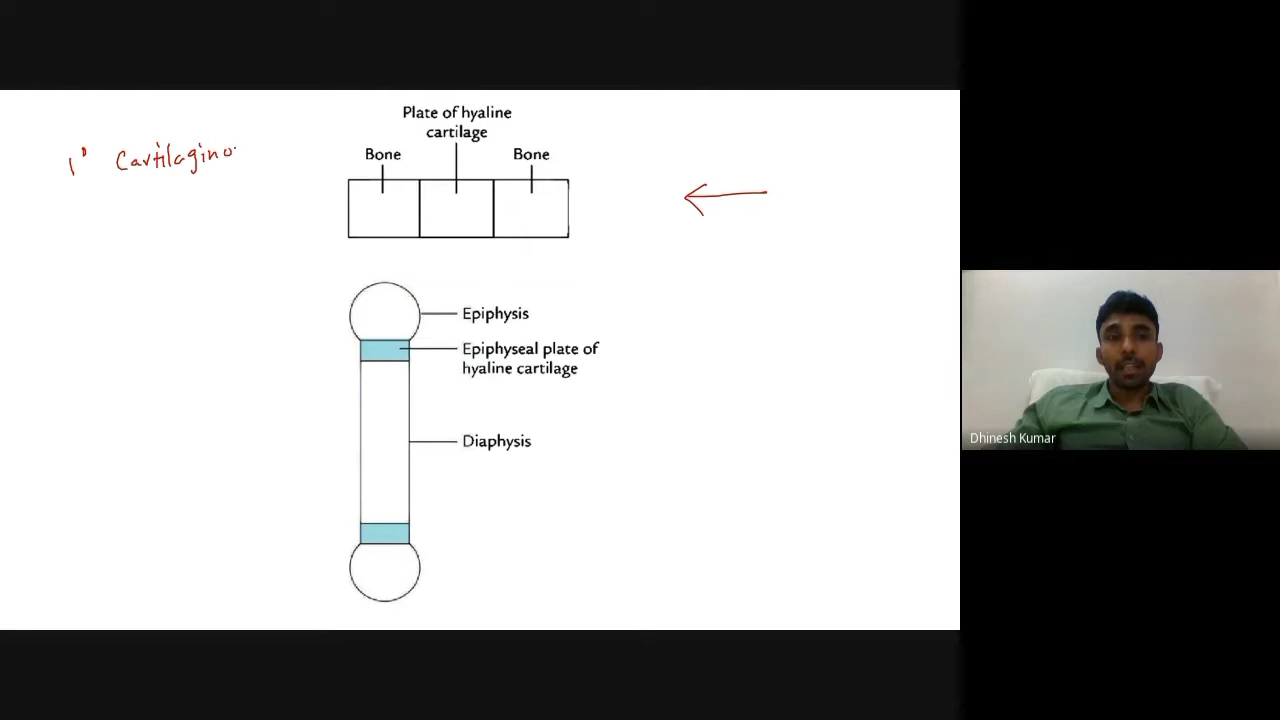 Plate of hyaline
cartilage
Bone
Bone
1° Cartilagino
Epiphysis
Epiphyseal plate of
hyaline cartilage
Diaphysis
Dhinesh Kumar